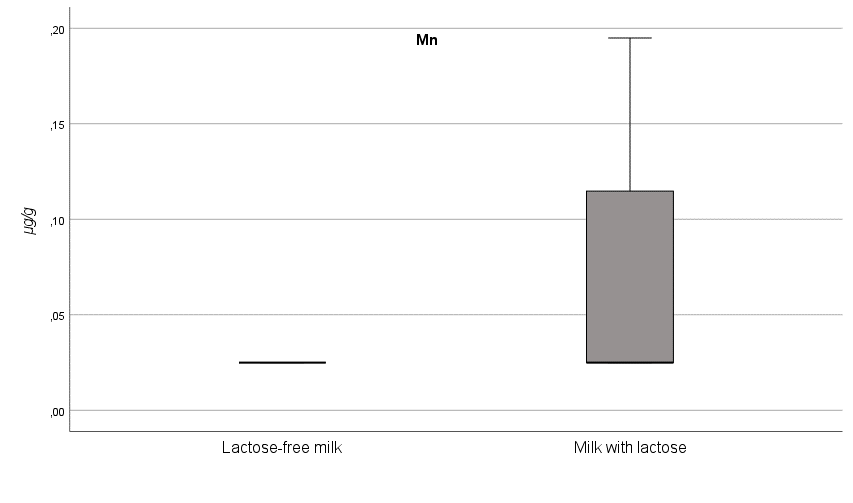 Mn
,20
,15
,10
,05
,00
µg/g
Lactose-free milk
Milk with lactose